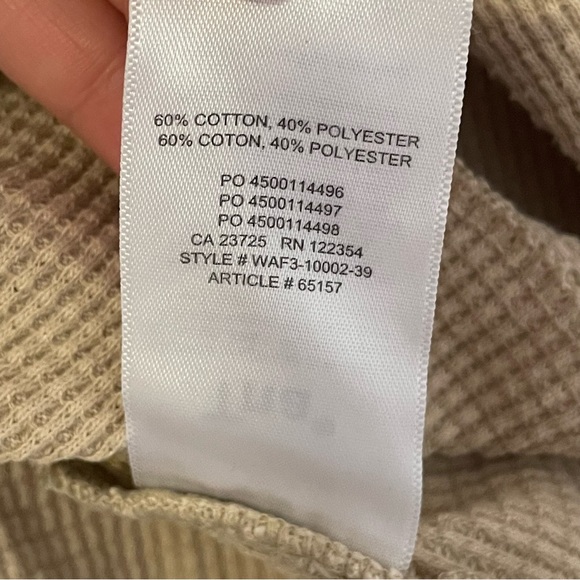 60% COTTON, 40% POLYESTER
60% COTON, 40% POLYESTER
PO 4500114496
PO 4500114497
PO 4500114498
CA 23725 RN 122354
STYLE # WAF3-10002-39
ARTICLE # 65157